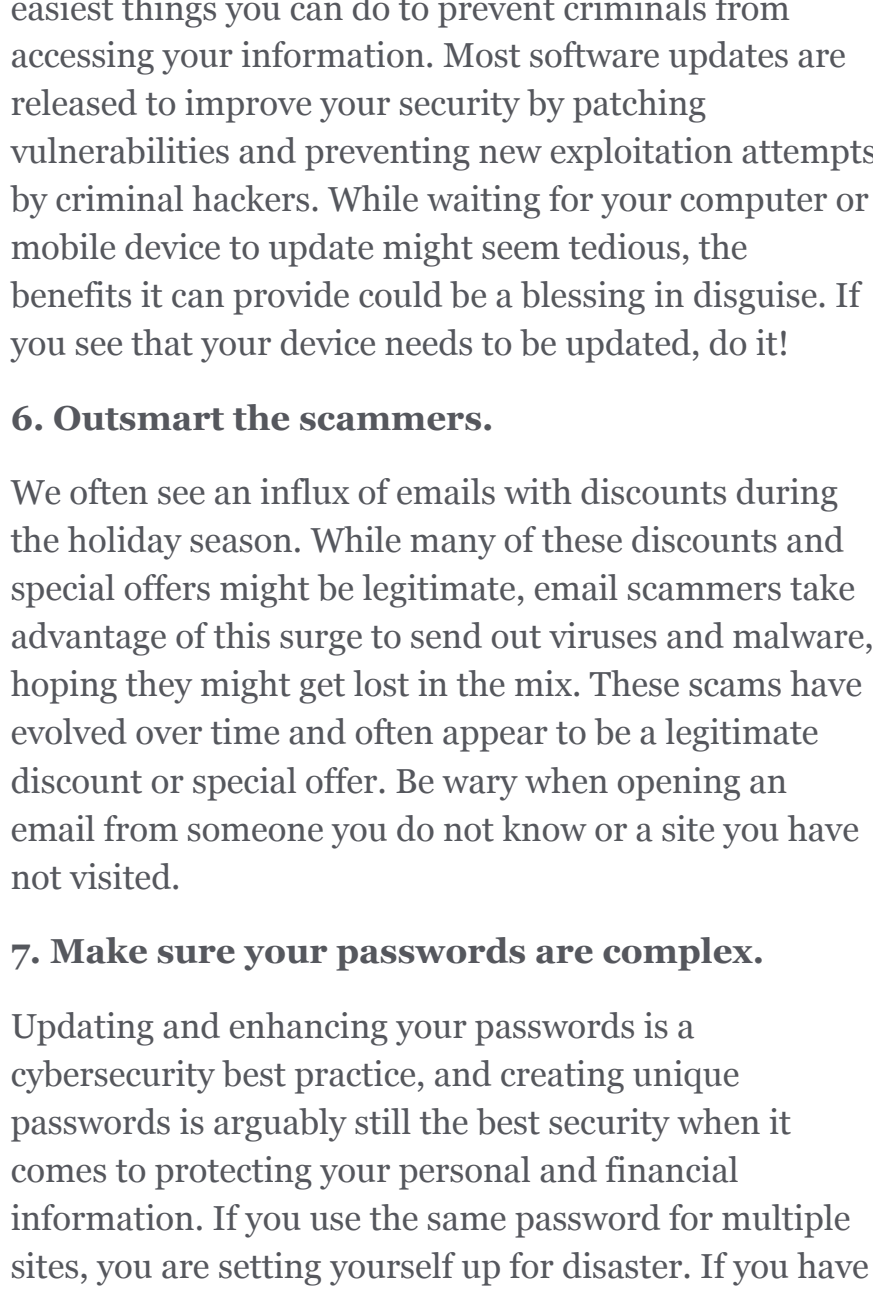 easiest things you can do to prevent criminals from
accessing your information. Most software updates are
released to improve your security by patching
vulnerabilities and preventing new exploitation attempts
by criminal hackers. While waiting for your computer or
mobile device to update might seem tedious, the
benefits it can provide could be a blessing in disguise. If
you see that your device needs to be updated, do it!
6. Outsmart the scammers.
We often see an influx of emails with discounts during
the holiday season. While many of these discounts and
special offers might be legitimate, email scammers take
advantage of this surge to send out viruses and malware,
hoping they might get lost in the mix. These scams have
evolved over time and often appear to be a legitimate
discount or special offer. Be wary when opening an
email from someone you do not know or a site you have
not visited.
7. Make sure your passwords are complex.
Updating and enhancing your passwords is a
cybersecurity best practice, and creating unique
passwords is arguably still the best security when it
comes to protecting your personal and financial
information. If you use the same password for multiple
sites, you are setting yourself up for disaster. If you have